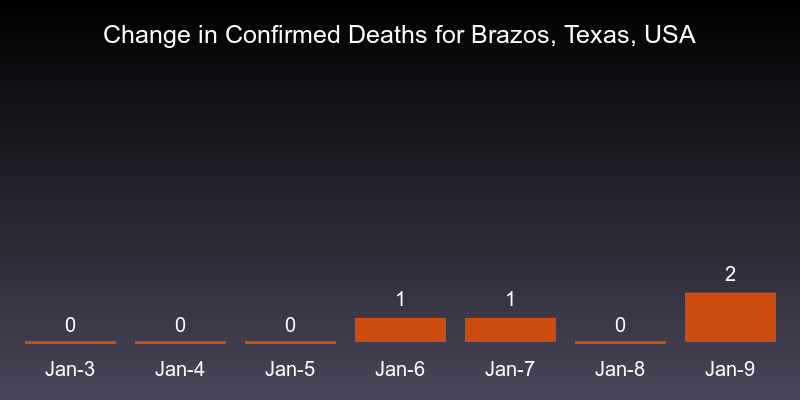 Change in Confirmed Deaths for Brazos, Texas, USA
0 0 0 1 1 0 2
Jan-3 Jan-4 Jan-5 Jan-6 Jan-7 Jan-8 Jan-9